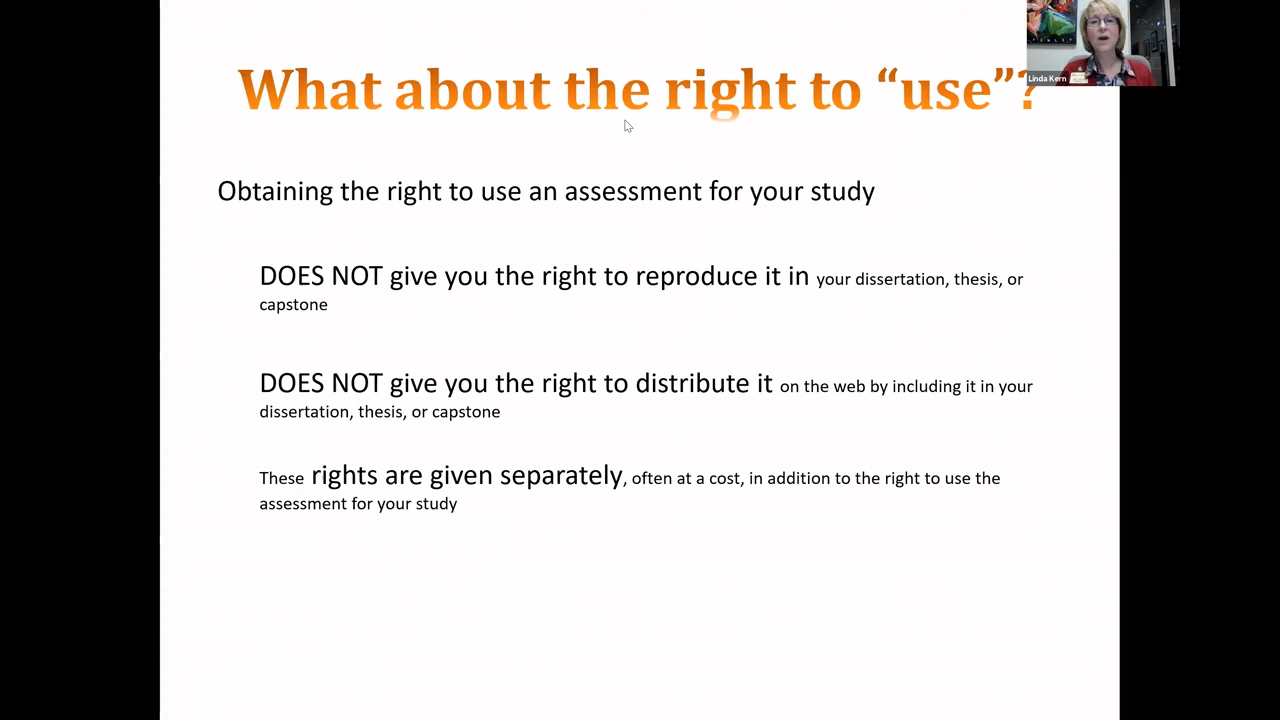 What about the right to “use”?
Linda Kern
Obtaining the right to use an assessment for your study
DOES NOT give you the right to reproduce it in your dissertation, thesis, or
capstone
DOES NOT give you the right to distribute it on the web by including it in your
dissertation, thesis, or capstone
These rights are given separately, often at a cost, in addition to the right to use the
assessment for your study